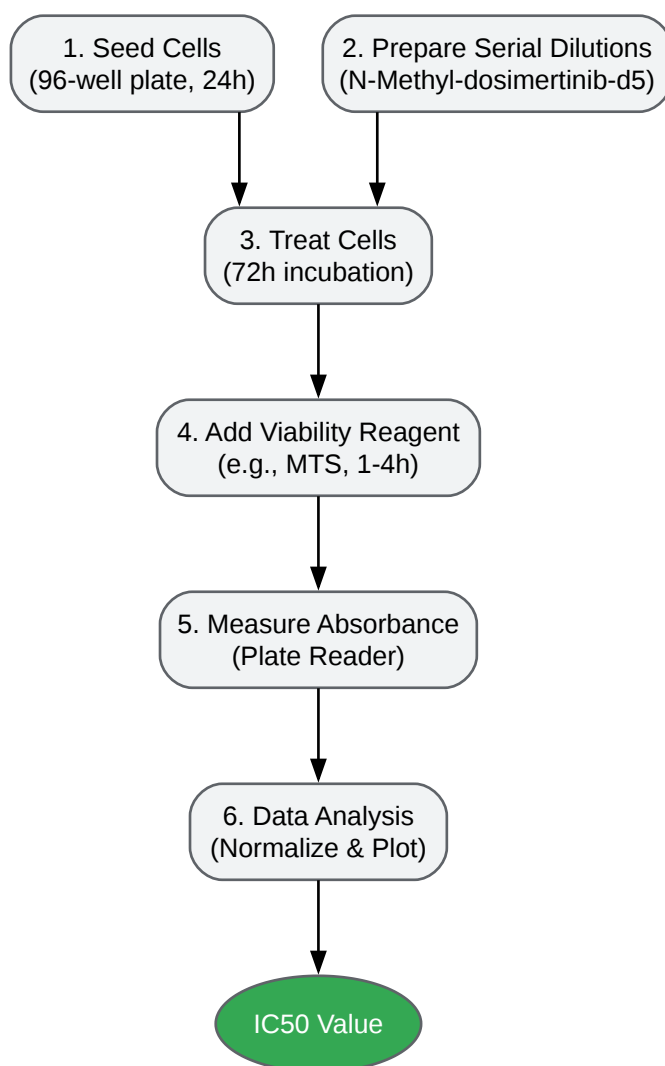 1. Seed Cells
(96-well plate, 24h)
2. Prepare Serial Dilutions
(N-Methyl-dosimertinib-d5)
3. Treat Cells
(72h incubation)
4. Add Viability Reagent
(e.g., MTS, 1-4h)
5. Measure Absorbance
(Plate Reader)
6. Data Analysis
(Normalize & Plot)
IC50 Value